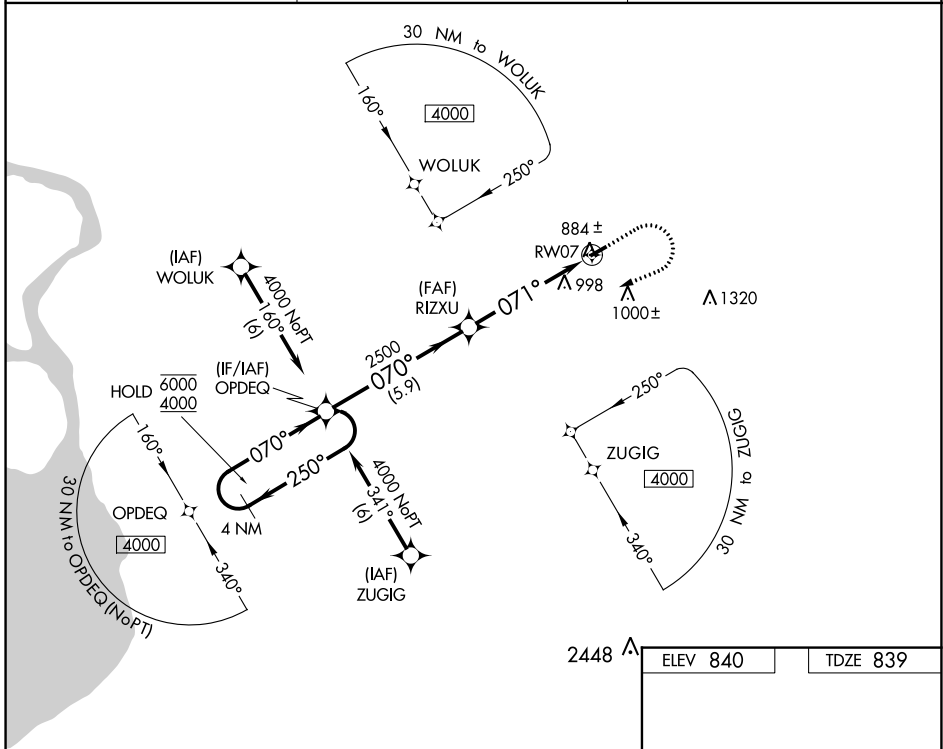 30 NM to WOLUK
160°
4000
WOLUK
250°
884 ±
RW07
998
1000 ±
1320
(IAF)
WOLUK
4000 NoPT
160°
(6)
(FAF)
RIZXU
071°
2500
070°
(5.9)
(IF/IAF)
OPDEQ
HOLD 6000
4000
070°
250°
4 NM
160°
OPDEQ
4000
340°
30 NM to OPDEQ (NoPT)
4000 NoPT
341°
(6)
(IAF)
ZUGIG
250°
ZUGIG
4000
340°
30 NM to ZUGIG
2448
ELEV 840
TDZE 839